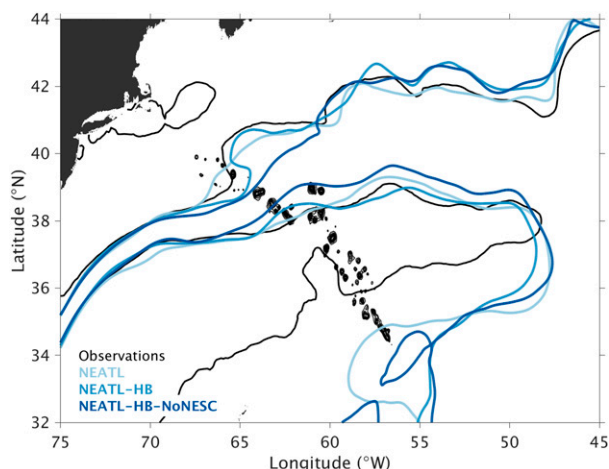 44
42
40
38
36
34
32
Latitude (°N)
Observations
NEATL
NEATL-HB
NEATL-HB-NoNESC
75 70 65 60 55 50 45
Longitude (°W)